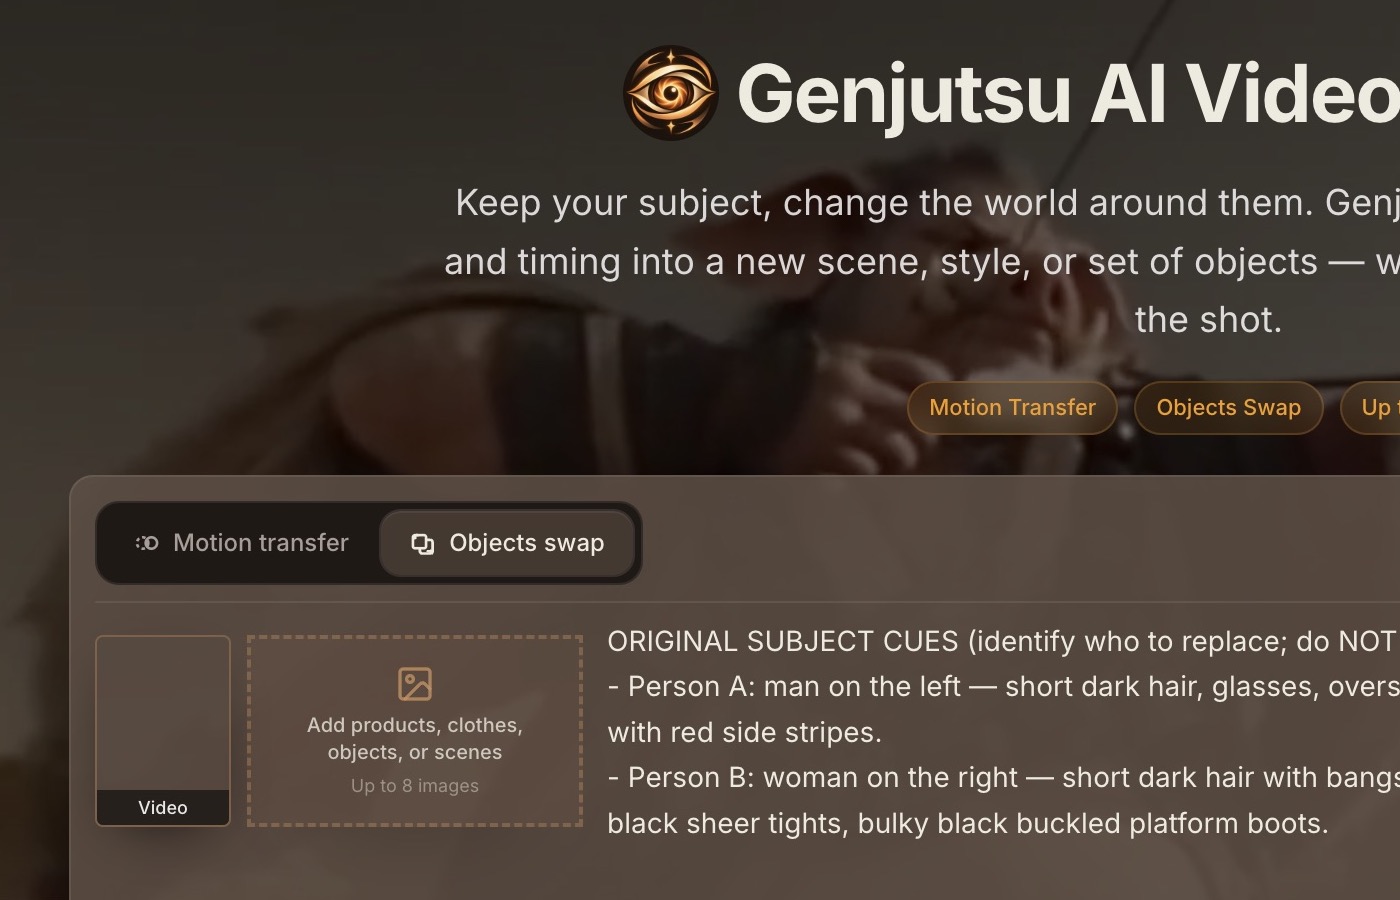 Genjutsu AI Video
Keep your subject, change the world around them. Genj
and timing into a new scene, style, or set of objects — w
the shot.
Motion Transfer
Objects Swap
Up t
Motion transfer
Objects swap
Video
Add products, clothes,
objects, or scenes
Up to 8 images
ORIGINAL SUBJECT CUES (identify who to replace; do NOT
- Person A: man on the left — short dark hair, glasses, overs
with red side stripes.
- Person B: woman on the right — short dark hair with bangs
black sheer tights, bulky black buckled platform boots.